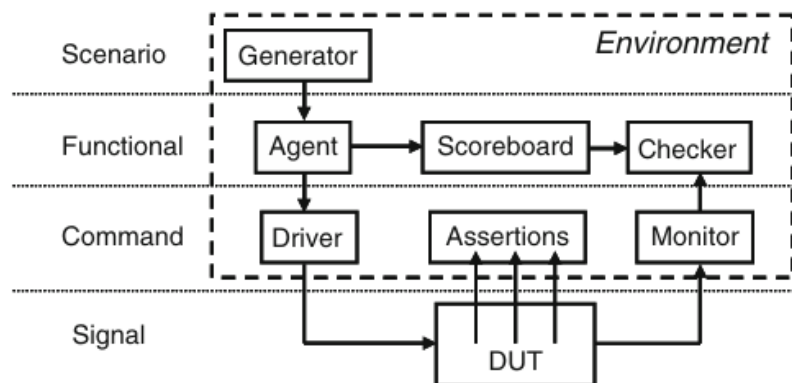 Environment
Scenario
Generator
Functional
Agent
Scoreboard
Checker
Command
Driver
Assertions
Monitor
Signal
DUT